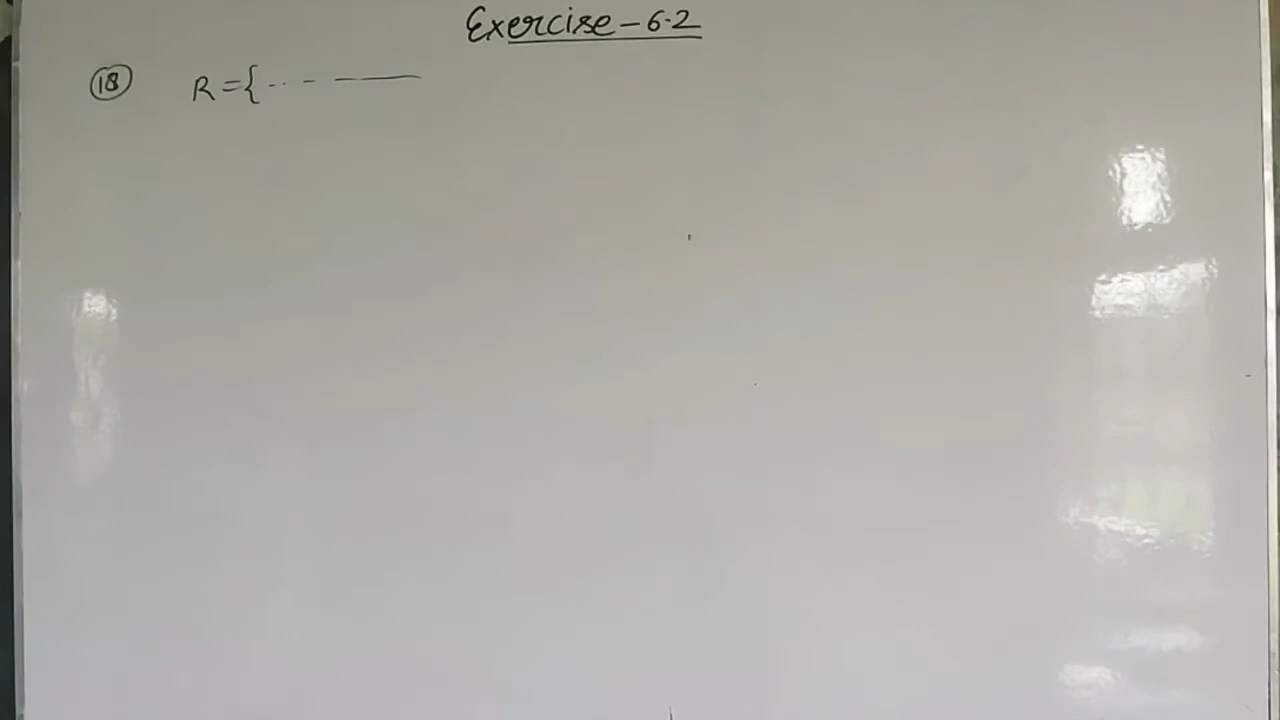 Exercise – 6.2
18 R = { ... - —